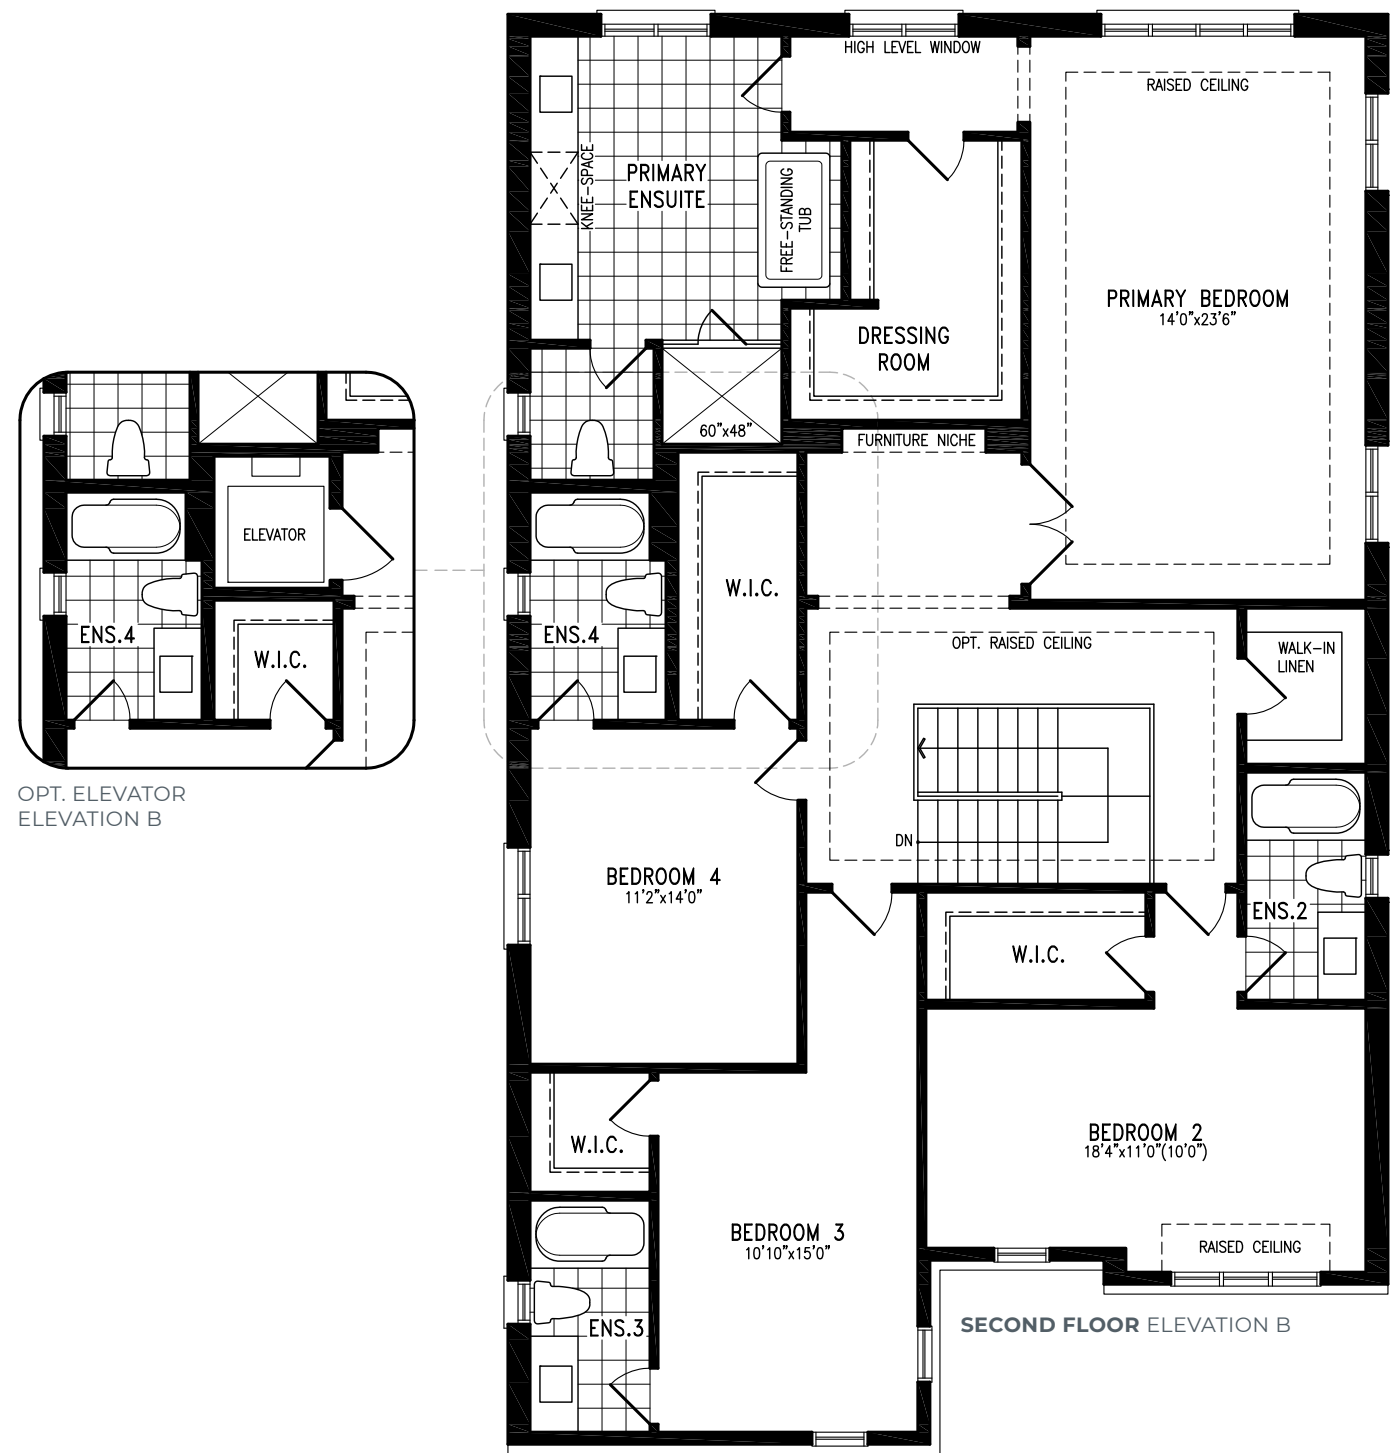 HIGH LEVEL WINDOW
RAISED CEILING
KNEE-SPACE
PRIMARY
ENSUITE
FREE-STANDING
TUB
PRIMARY BEDROOM
14'0"x23'6"
DRESSING
ROOM
60"x48"
FURNITURE NICHE
ELEVATOR
ENS.4
W.I.C.
OPT. ELEVATOR
ELEVATION B
ENS.4
W.I.C.
OPT. RAISED CEILING
WALK-IN
LINEN
DN
BEDROOM 4
11'2"x14'0"
ENS.2
W.I.C.
BEDROOM 2
18'4"x11'0"(10'0")
W.I.C.
BEDROOM 3
10'10"x15'0"
RAISED CEILING
ENS.3
SECOND FLOOR ELEVATION B